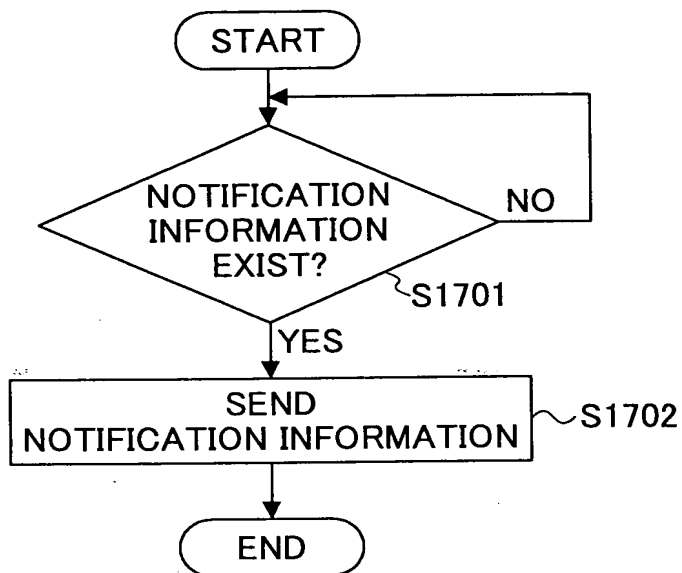 START
NOTIFICATION
INFORMATION
EXIST?
NO
S1701
YES
SEND
NOTIFICATION INFORMATION
S1702
END